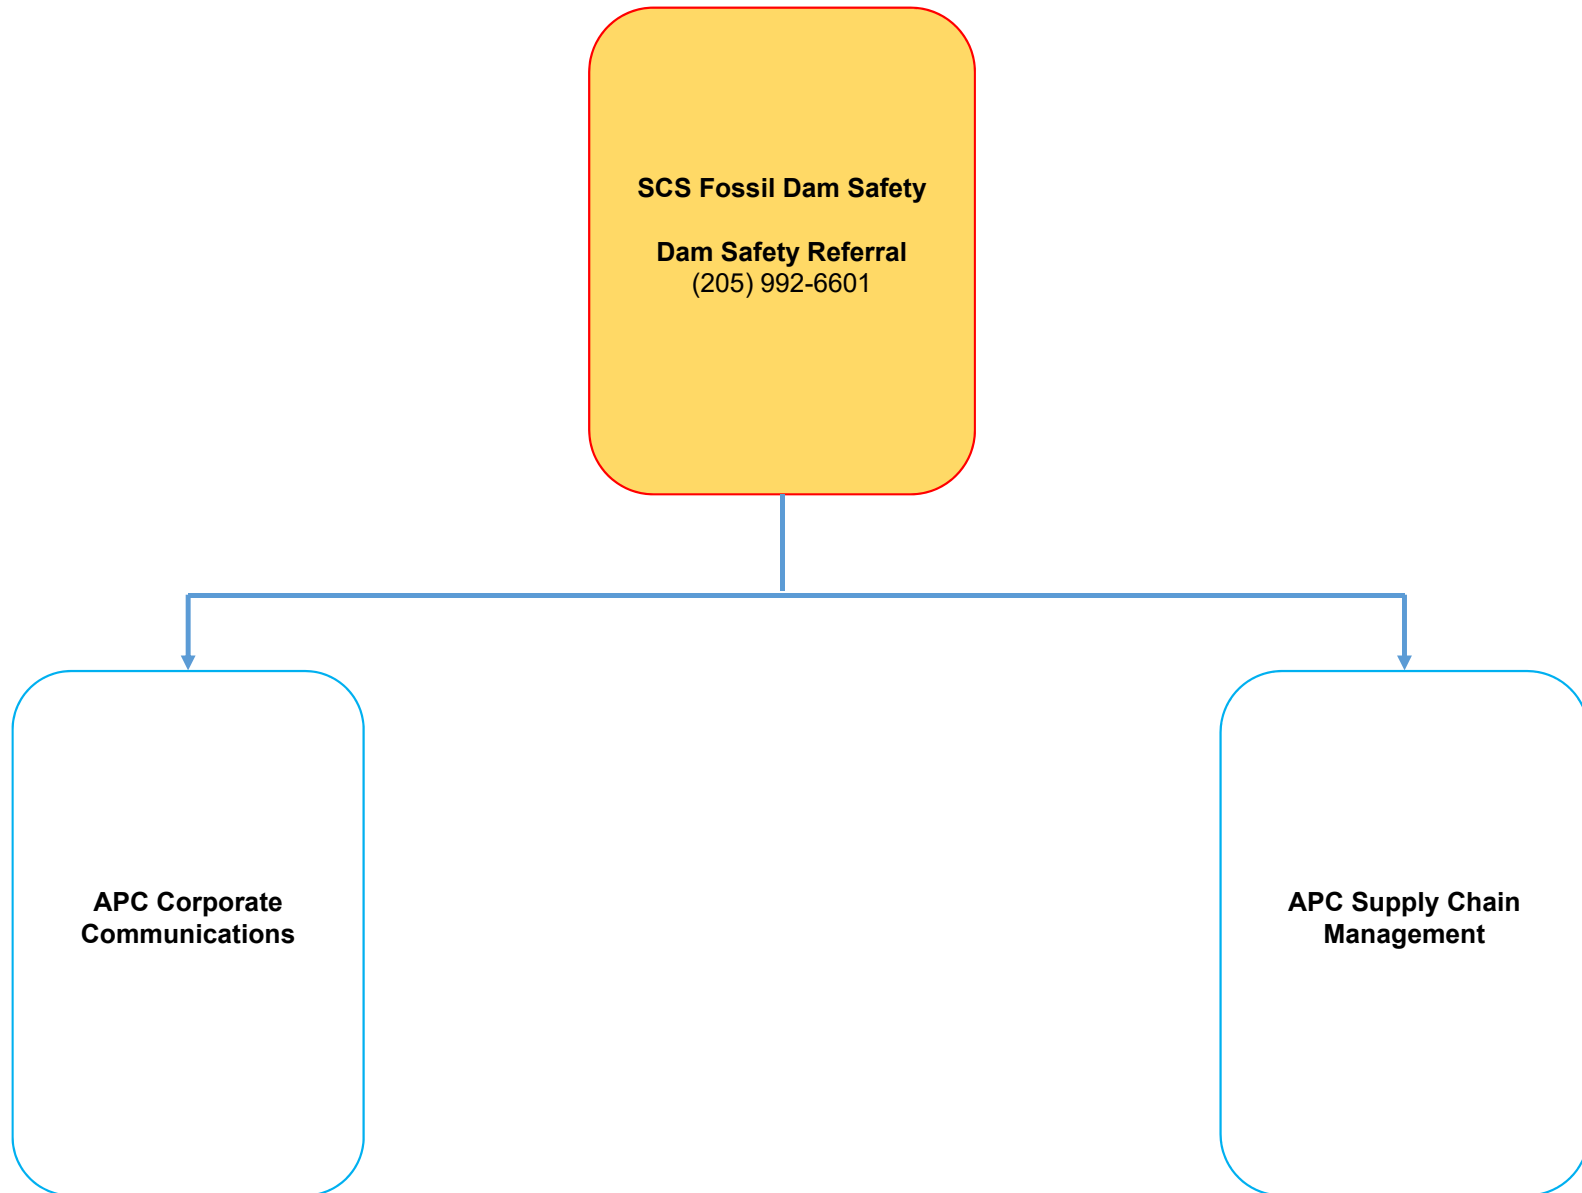 SCS Fossil Dam Safety
Dam Safety Referral
(205) 992-6601
APC Corporate
Communications
APC Supply Chain
Management